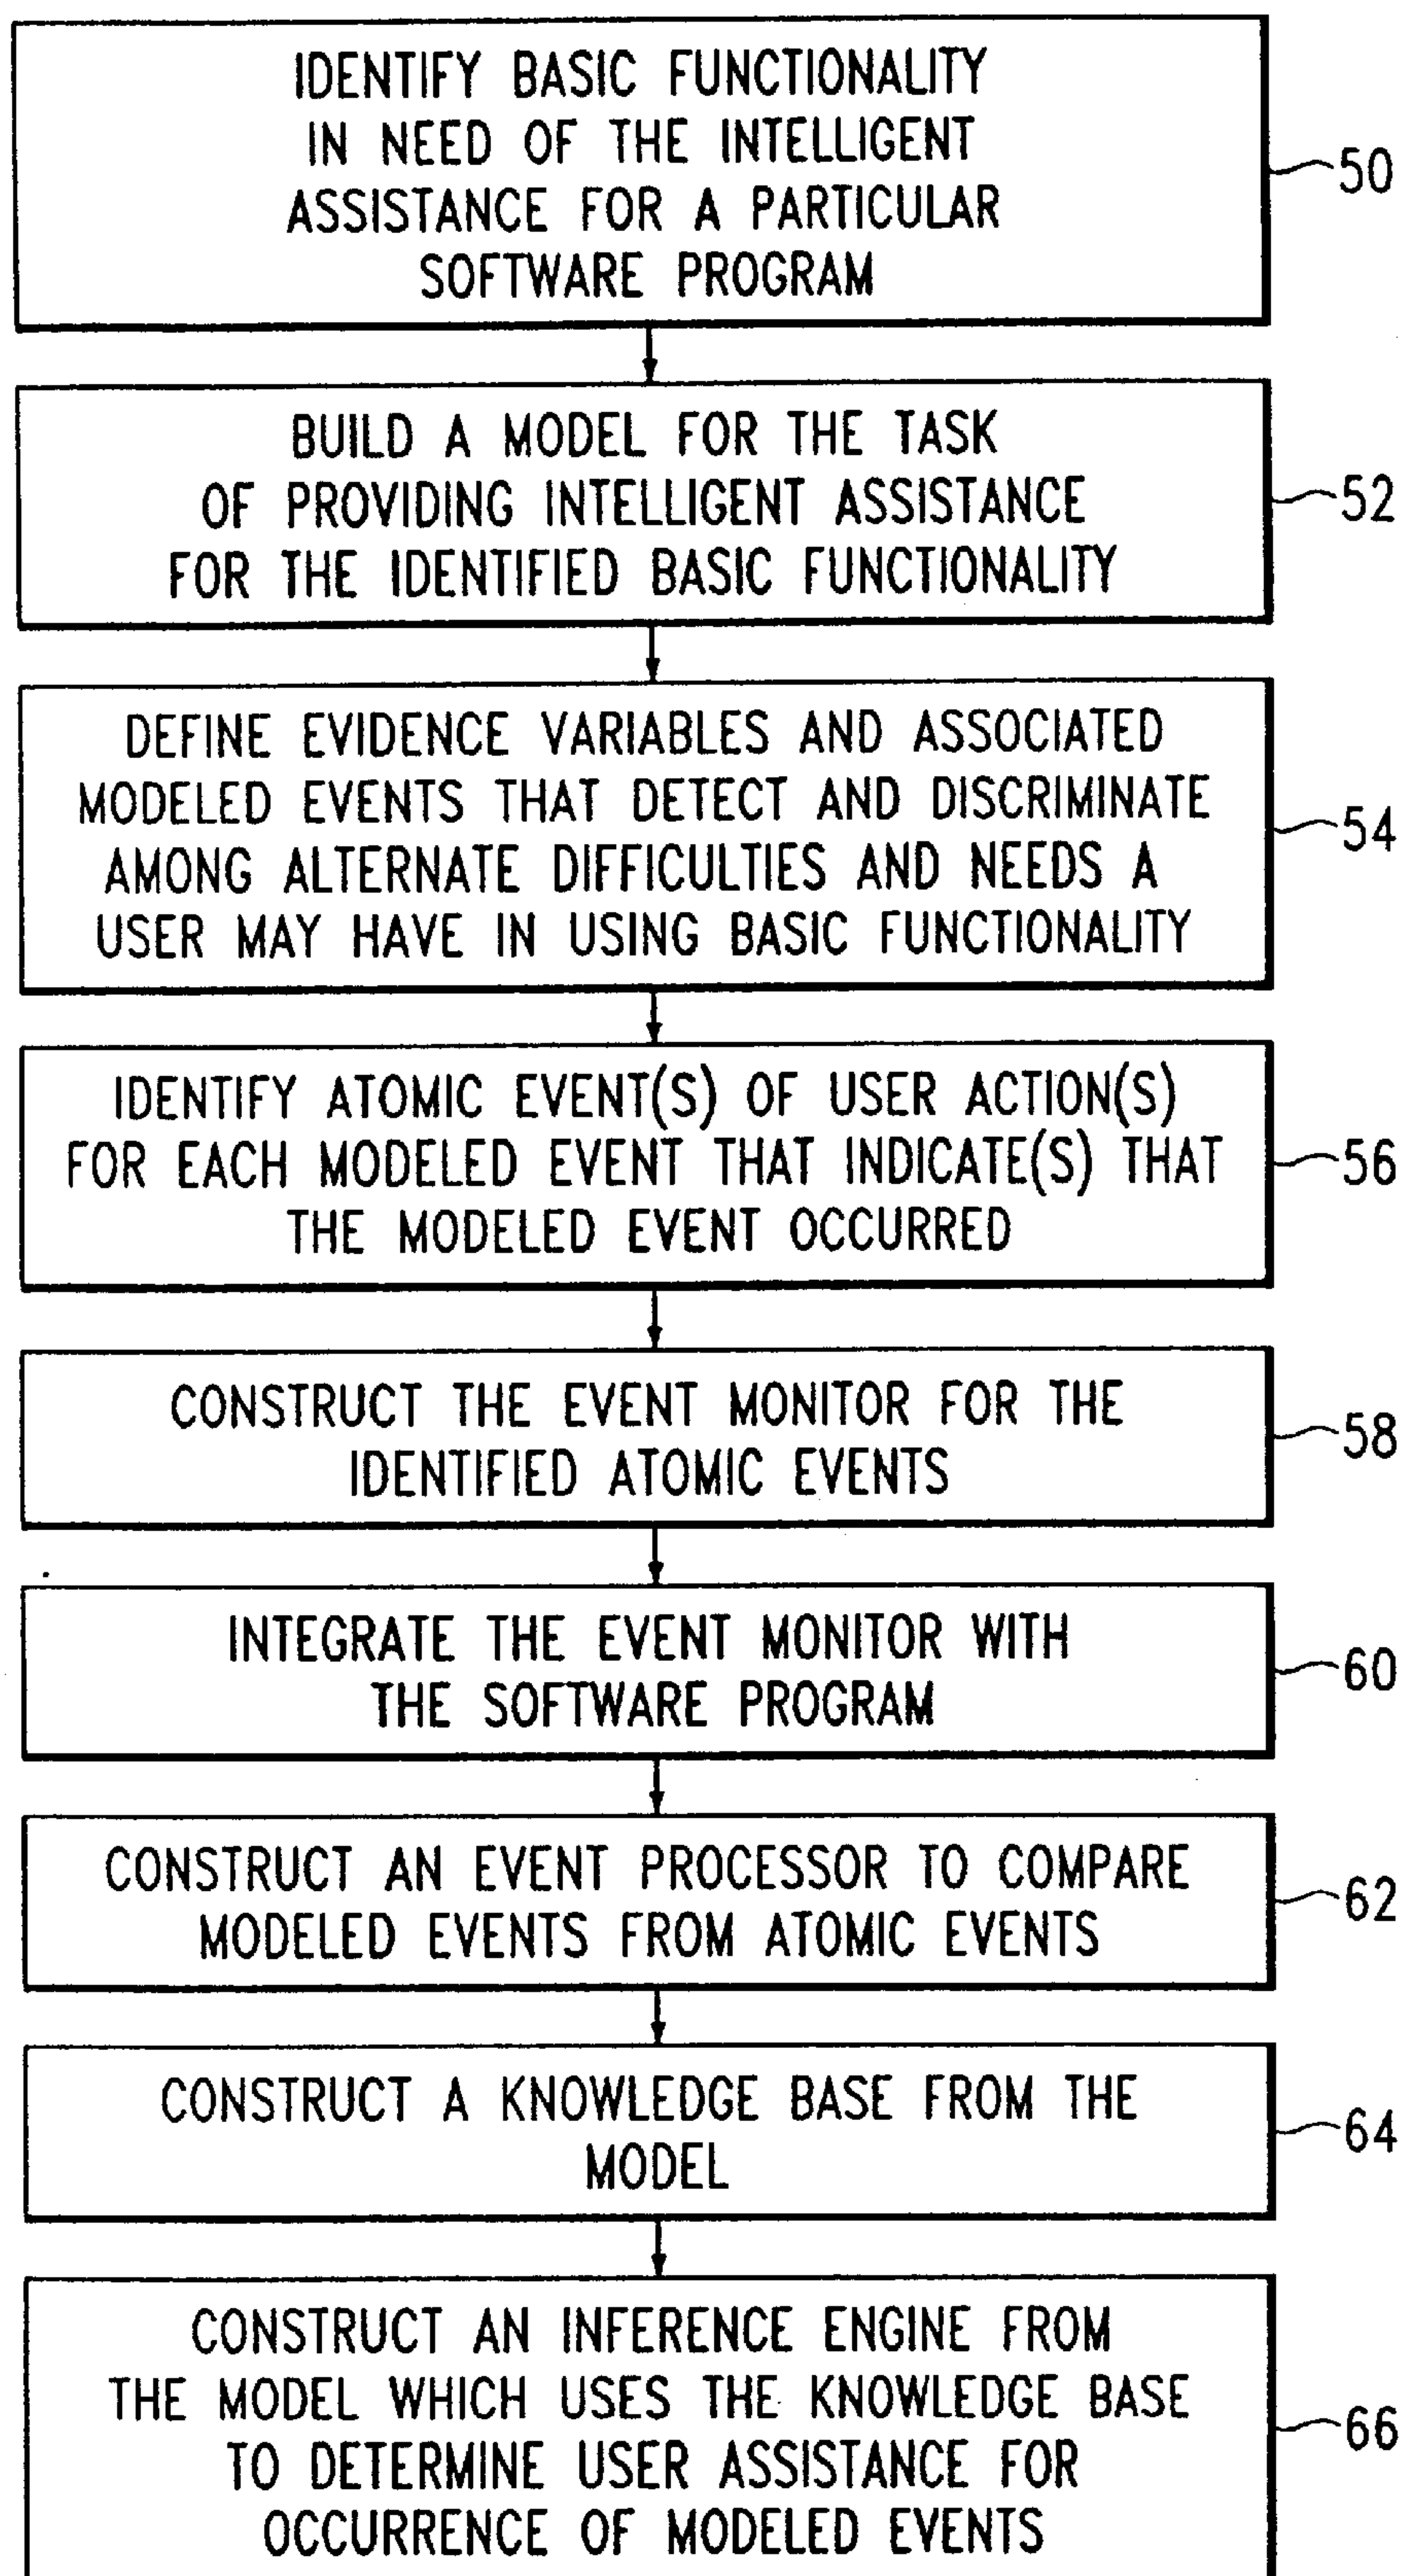 IDENTIFY BASIC FUNCTIONALITY
IN NEED OF THE INTELLIGENT
ASSISTANCE FOR A PARTICULAR
SOFTWARE PROGRAM
50
BUILD A MODEL FOR THE TASK
OF PROVIDING INTELLIGENT ASSISTANCE
FOR THE IDENTIFIED BASIC FUNCTIONALITY
52
DEFINE EVIDENCE VARIABLES AND ASSOCIATED
MODELED EVENTS THAT DETECT AND DISCRIMINATE
AMONG ALTERNATE DIFFICULTIES AND NEEDS A
USER MAY HAVE IN USING BASIC FUNCTIONALITY
54
IDENTIFY ATOMIC EVENT(S) OF USER ACTION(S)
FOR EACH MODELED EVENT THAT INDICATE(S) THAT
THE MODELED EVENT OCCURRED
56
CONSTRUCT THE EVENT MONITOR FOR THE
IDENTIFIED ATOMIC EVENTS
58
INTEGRATE THE EVENT MONITOR WITH
THE SOFTWARE PROGRAM
60
CONSTRUCT AN EVENT PROCESSOR TO COMPARE
MODELED EVENTS FROM ATOMIC EVENTS
62
CONSTRUCT A KNOWLEDGE BASE FROM THE
MODEL
64
CONSTRUCT AN INFERENCE ENGINE FROM
THE MODEL WHICH USES THE KNOWLEDGE BASE
TO DETERMINE USER ASSISTANCE FOR
OCCURRENCE OF MODELED EVENTS
66